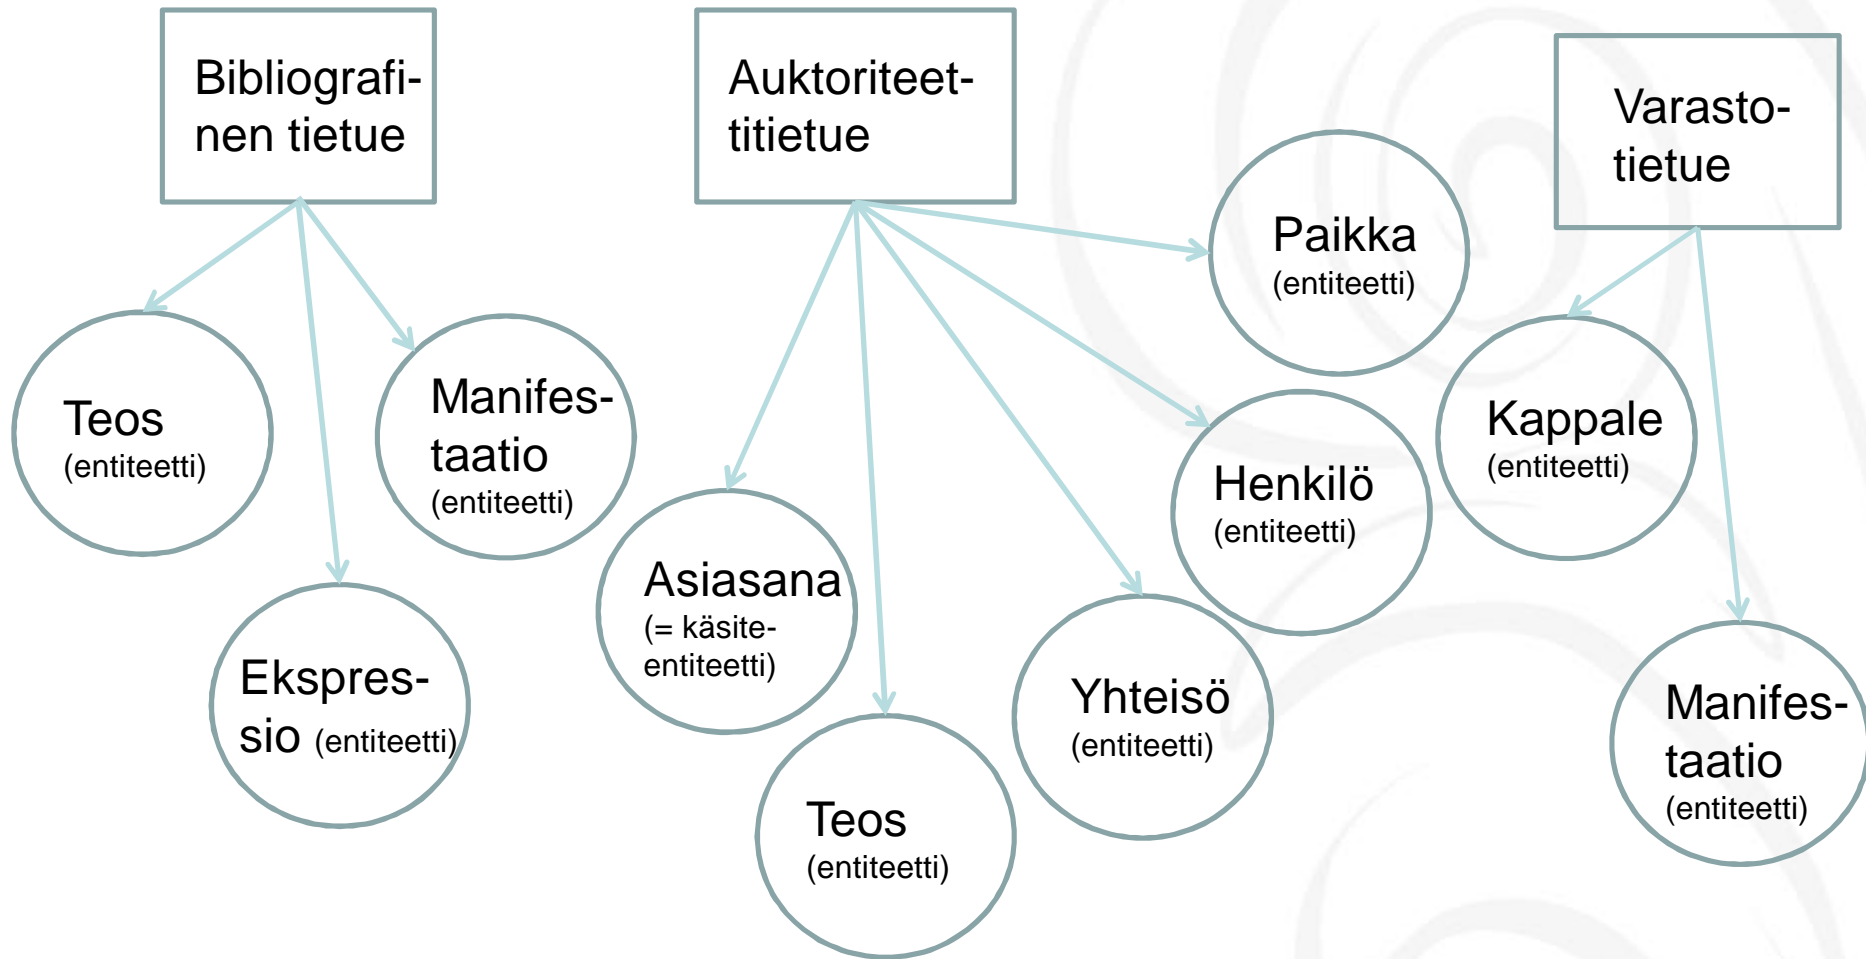 Bibliografi-
nen tietue
Auktoriteet-
titietue
Varasto-
tietue
Paikka
(entiteetti)
Teos
(entiteetti)
Manifes-
taatio
(entiteetti)
Kappale
(entiteetti)
Henkilö
(entiteetti)
Asiasana
(= käsite-
entiteetti)
Ekspres-
sio (entiteetti)
Yhteisö
(entiteetti)
Manifes-
taatio
(entiteetti)
Teos
(entiteetti)